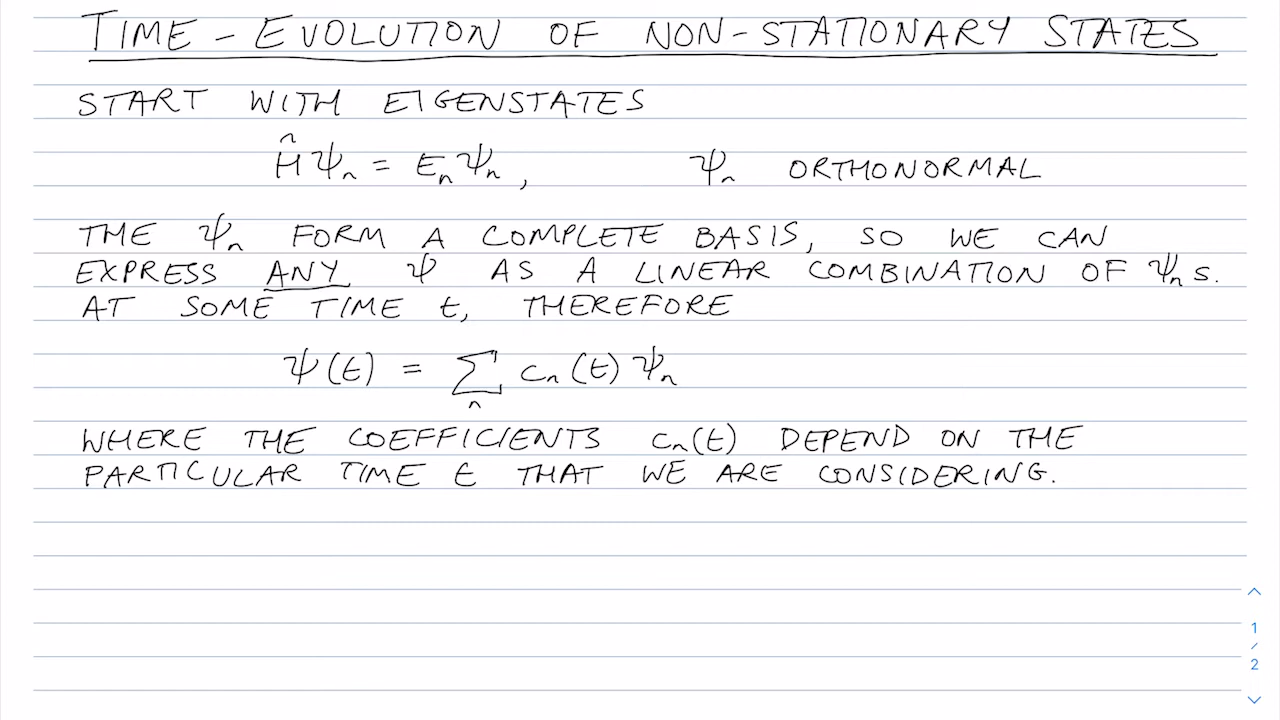 TIME - EVOLUTION OF NON-STATIONARY STATES
START WITH EIGENSTATES
Ĥψₙ = Eₙψₙ, ψₙ ORTHONORMAL
THE ψₙ FORM A COMPLETE BASIS, SO WE CAN
EXPRESS ANY ψ AS A LINEAR COMBINATION OF ψₙs.
AT SOME TIME t, THEREFORE
ψ(t) = ∑ₙ cₙ(t) ψₙ
WHERE THE COEFFICIENTS cₙ(t) DEPEND ON THE
PARTICULAR TIME t THAT WE ARE CONSIDERING.
1
/
2